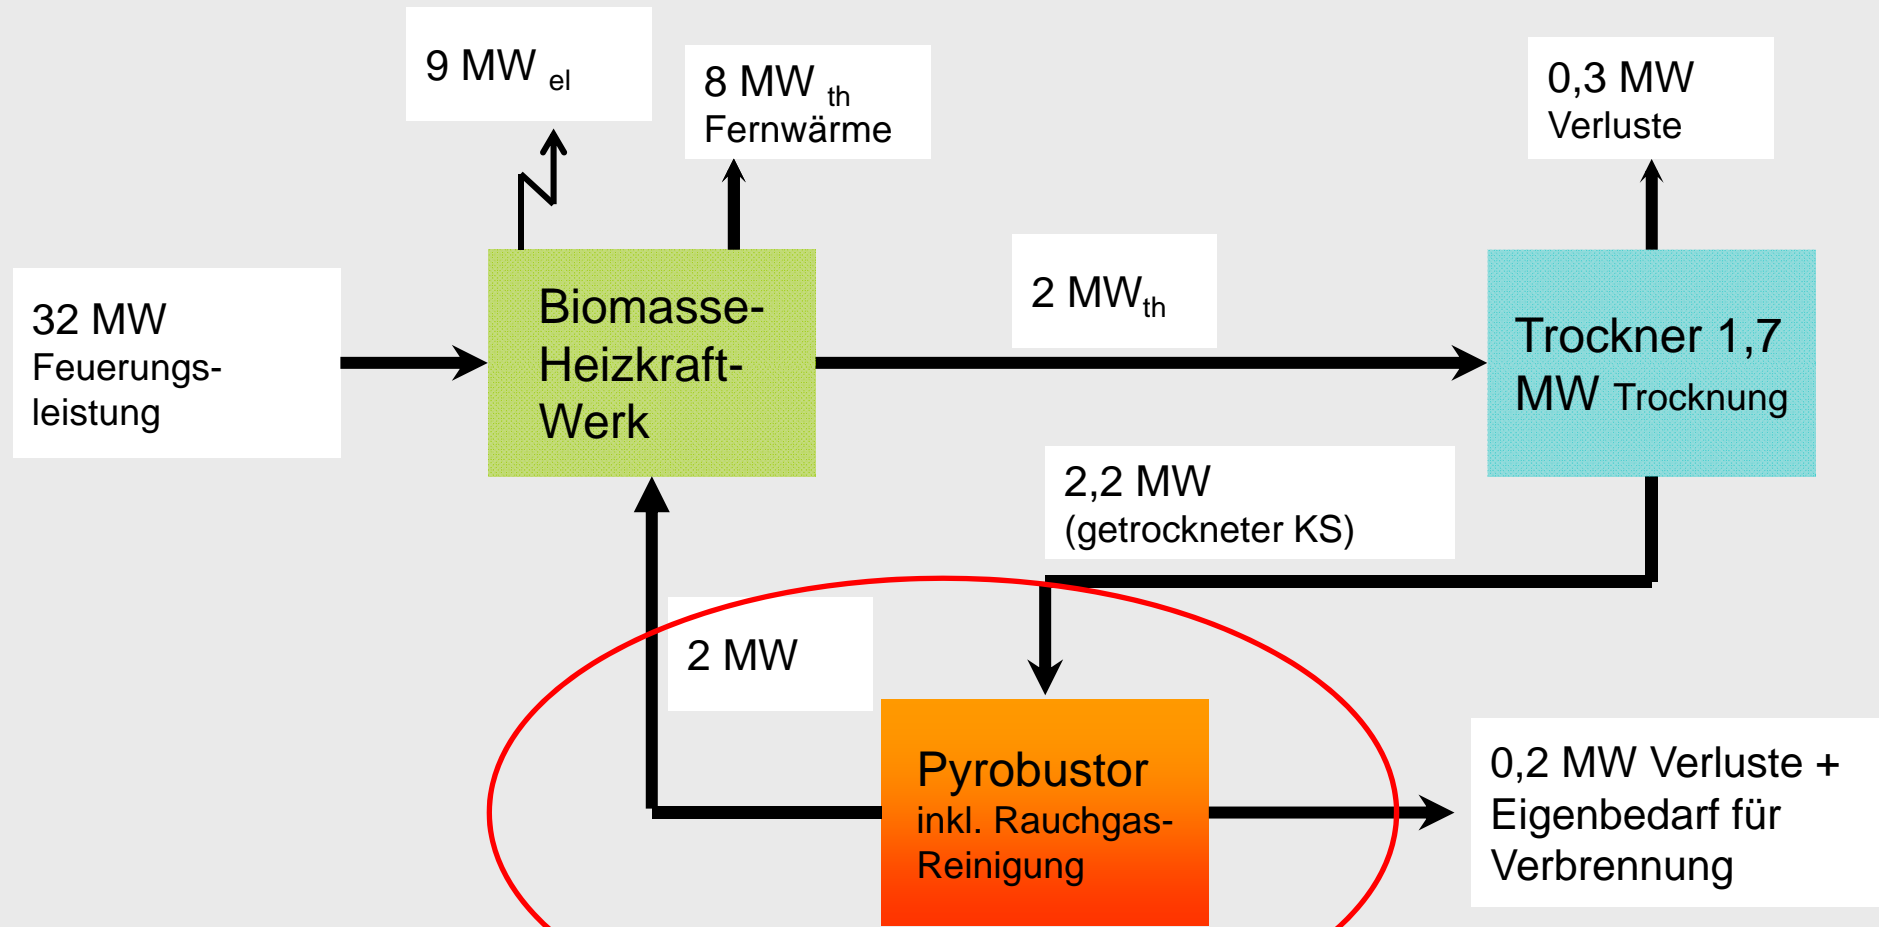 9 MW el
8 MW th
Fernwärme
0,3 MW
Verluste
32 MW
Feuerungs-
leistung
Biomasse-
Heizkraft-
Werk
2 MWth
Trockner 1,7
MW Trocknung
2,2 MW
(getrockneter KS)
2 MW
Pyrobustor
inkl. Rauchgas-
Reinigung
0,2 MW Verluste +
Eigenbedarf für
Verbrennung